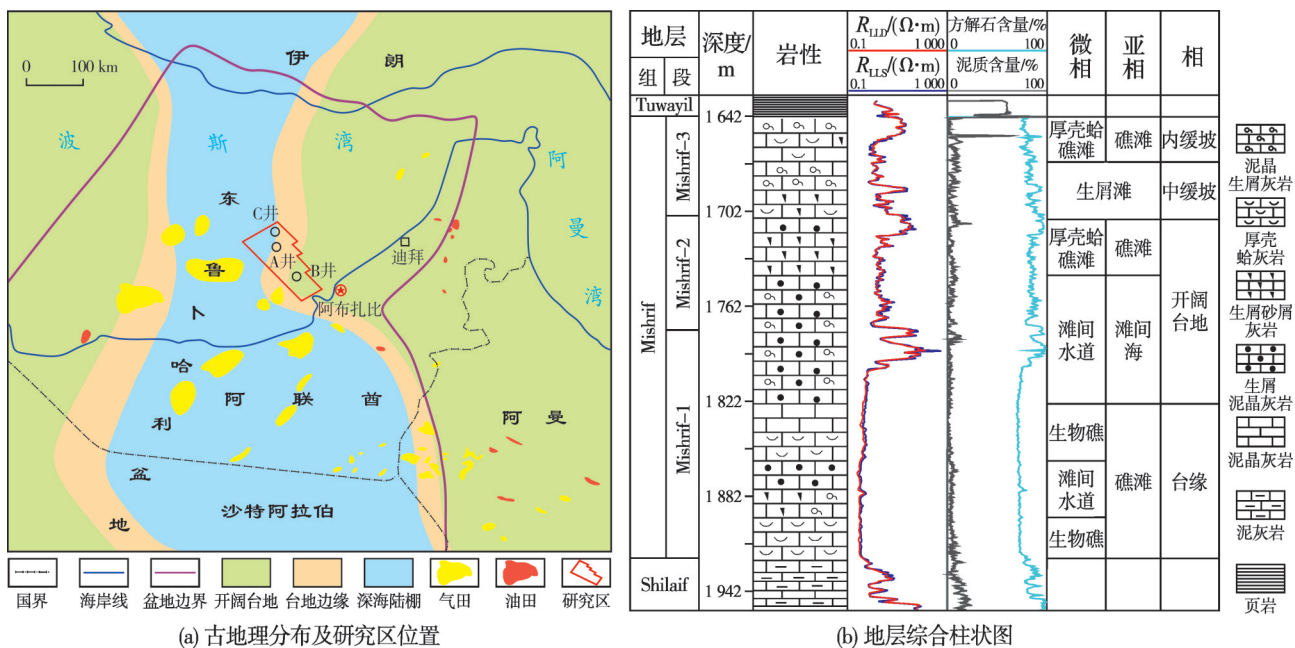 伊 朗
0 100 km
波 斯 湾
阿曼湾
东
C井
A井
B井
迪拜
鲁
阿布扎比
卜
哈
阿 联 酋
利
阿 曼
盆
沙特阿拉伯
地
国界 海岸线 盆地边界 开阔台地 台地边缘 深海陆棚 气田 油田 研究区
(a) 古地理分布及研究区位置
地层
组 段
深度/
m
岩性
RLLD/(Ω·m)
0.1 1 000
RLLS/(Ω·m)
0.1 1 000
方解石含量/%
0 100
泥质含量/%
0 100
微相
亚相
相
Tuwayil
Mishrif
Shilaif
Mishrif-3
Mishrif-2
Mishrif-1
1 642
1 702
1 762
1 822
1 882
1 942
厚壳蛤
礁滩
礁滩
内缓坡
生屑滩
中缓坡
厚壳蛤
礁滩
礁滩
滩间
水道
滩间
海
开阔
台地
生物礁
滩间
水道
生物礁
礁滩
台缘
泥晶
生屑灰岩
厚壳
蛤灰岩
生屑砂屑
灰岩
生屑
泥晶灰岩
泥晶灰岩
泥灰岩
页岩
(b) 地层综合柱状图